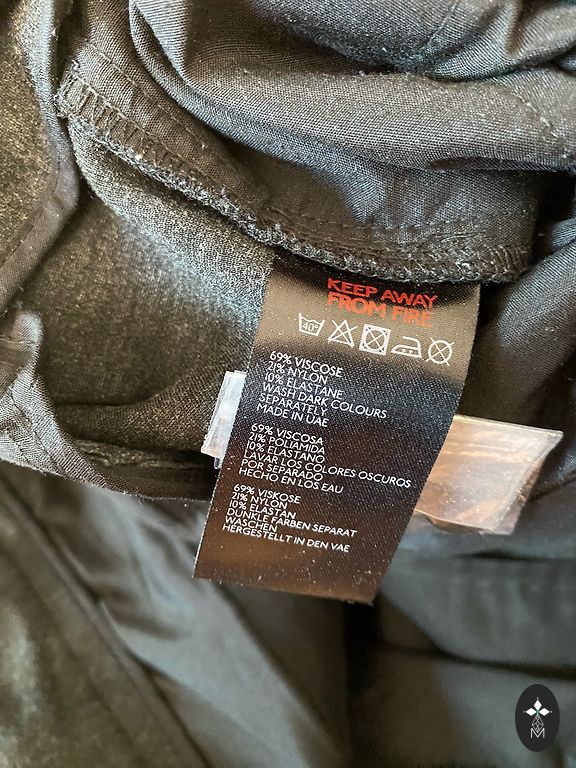 KEEP AWAY
FROM FIRE
40°
69% VISCOSE
21% NYLON
10% ELASTANE
WASH DARK COLOURS
SEPARATELY
MADE IN UAE
69% VISCOSA
21% POLIAMIDA
10% ELASTANO
LAVAR LOS COLORES OSCUROS
POR SEPARADO
HECHO EN LOS EAU
69% VISKOSE
21% NYLON
10% ELASTAN
DUNKLE FARBEN SEPARAT
WASCHEN
HERGESTELLT IN DEN VAE
M